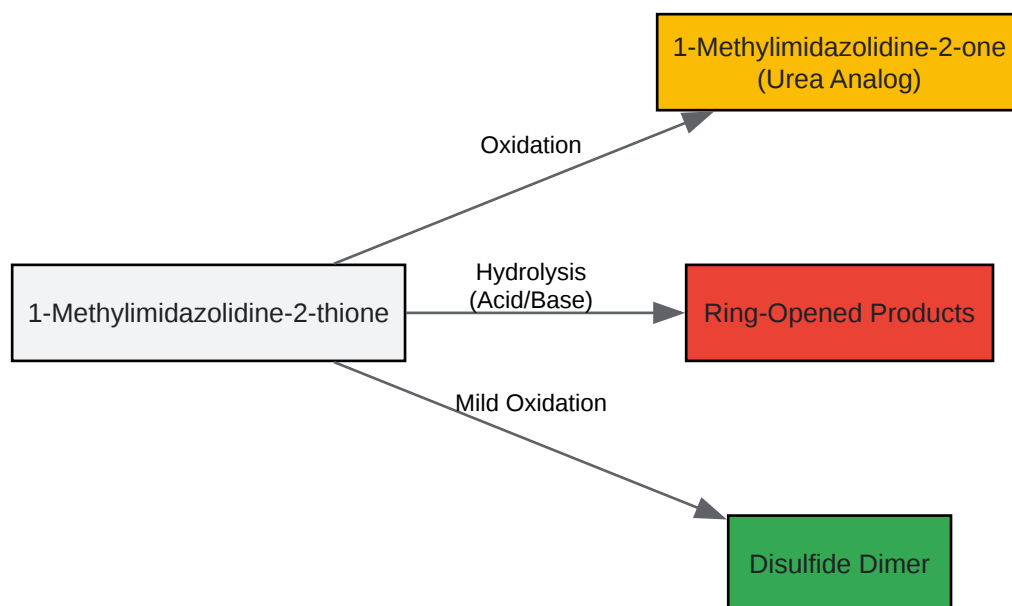 1-Methylimidazolidine-2-one
(Urea Analog)
Oxidation
Hydrolysis
(Acid/Base)
1-Methylimidazolidine-2-thione
Ring-Opened Products
Mild Oxidation
Disulfide Dimer